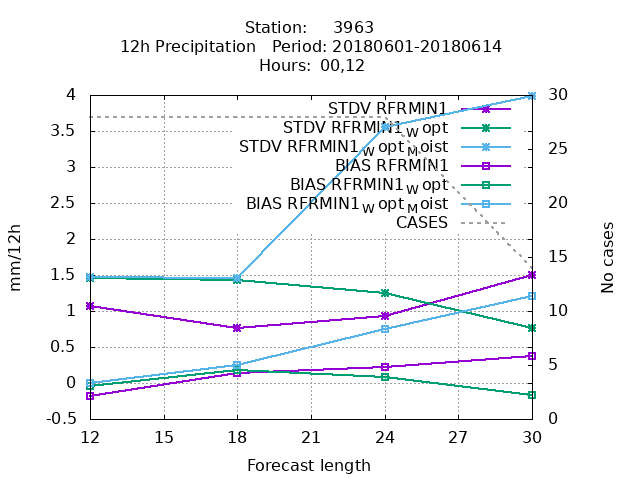 Station: 3963
12h Precipitation Period: 20180601-20180614
Hours: 00,12
4
3.5
3
2.5
2
1.5
1
0.5
0
-0.5
30
25
20
15
10
5
0
12
15
18
21
24
27
30
mm/12h
No cases
Forecast length
STDV RFRMIN1
STDV RFRMIN1_W opt
STDV RFRMIN1_W opt_M oist
BIAS RFRMIN1
BIAS RFRMIN1_W opt
BIAS RFRMIN1_W opt_M oist
CASES